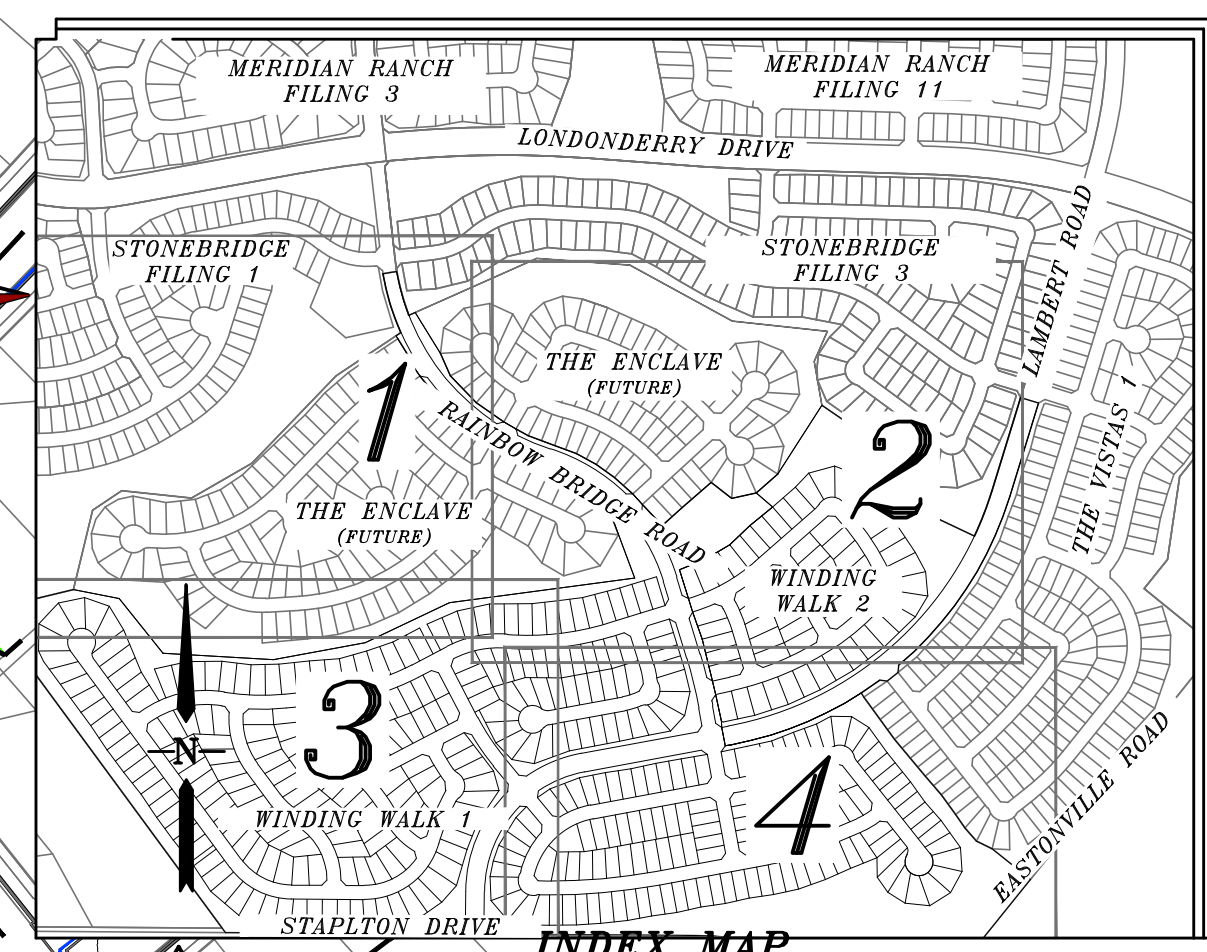 MERIDIAN RANCH
FILING 3
MERIDIAN RANCH
FILING 11
LONDONDERRY DRIVE
STONEBRIDGE
FILING 1
STONEBRIDGE
FILING 3
LAMBERT ROAD
THE ENCLAVE
(FUTURE)
1
RAINBOW BRIDGE ROAD
2
THE VISTAS 1
THE ENCLAVE
(FUTURE)
WINDING
WALK 2
3
N
4
WINDING WALK 1
EASTONVILLE ROAD
STAPLTON DRIVE
INDEX MAP